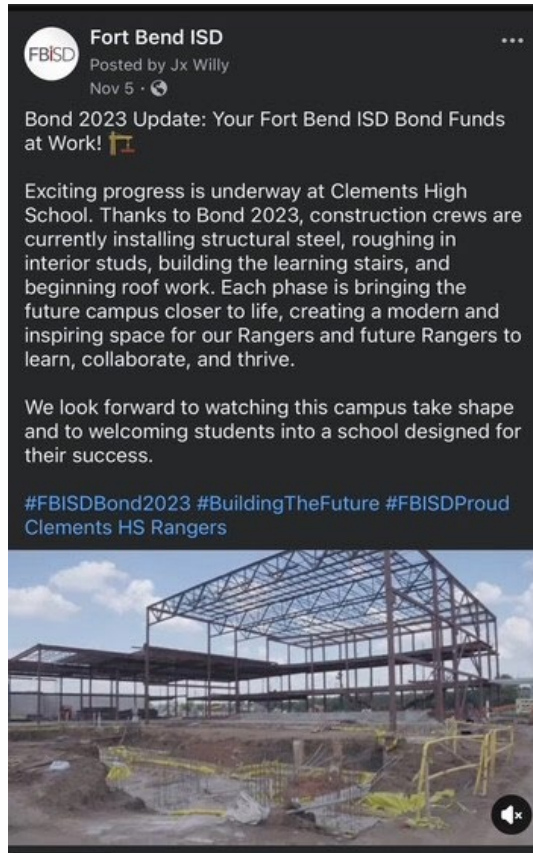 FBISD
Fort Bend ISD
Posted by Jx Willy
Nov 5 ·
Bond 2023 Update: Your Fort Bend ISD Bond Funds
at Work! 🏗️
Exciting progress is underway at Clements High
School. Thanks to Bond 2023, construction crews are
currently installing structural steel, roughing in
interior studs, building the learning stairs, and
beginning roof work. Each phase is bringing the
future campus closer to life, creating a modern and
inspiring space for our Rangers and future Rangers to
learn, collaborate, and thrive.
We look forward to watching this campus take shape
and to welcoming students into a school designed for
their success.
#FBISDBond2023 #BuildingTheFuture #FBISDProud
Clements HS Rangers